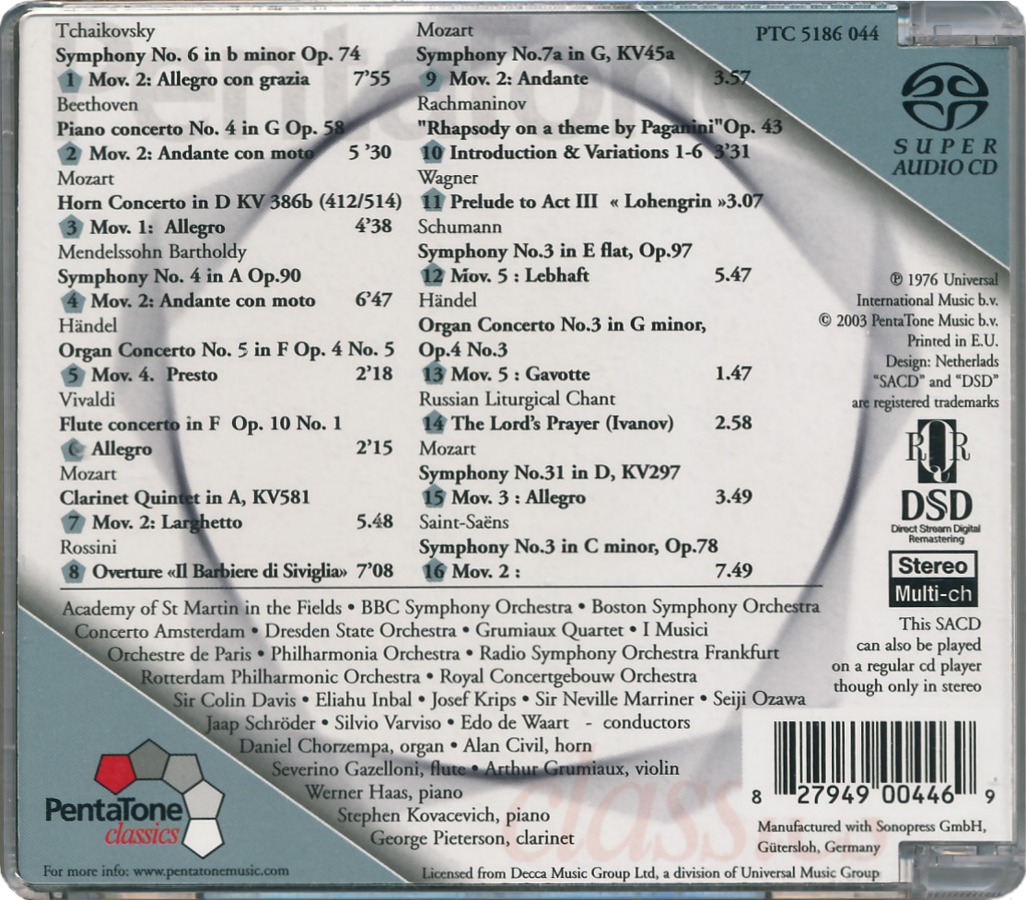 Tchaikovsky
Symphony No. 6 in b minor Op. 74
1 Mov. 2: Allegro con grazia 7'55
Beethoven
Piano concerto No. 4 in G Op. 58
2 Mov. 2: Andante con moto 5 '30
Mozart
Horn Concerto in D KV 386b (412/514)
3 Mov. 1: Allegro 4'38
Mendelssohn Bartholdy
Symphony No. 4 in A Op.90
4 Mov. 2: Andante con moto 6'47
Händel
Organ Concerto No. 5 in F Op. 4 No. 5
5 Mov. 4. Presto 2'18
Vivaldi
Flute concerto in F Op. 10 No. 1
6 Allegro 2'15
Mozart
Clarinet Quintet in A, KV581
7 Mov. 2: Larghetto 5.48
Rossini
8 Overture «Il Barbiere di Siviglia» 7'08
Mozart
Symphony No.7a in G, KV45a
9 Mov. 2: Andante 3.57
Rachmaninov
"Rhapsody on a theme by Paganini"Op. 43
10 Introduction & Variations 1-6 3'31
Wagner
11 Prelude to Act III « Lohengrin »3.07
Schumann
Symphony No.3 in E flat, Op.97
12 Mov. 5 : Lebhaft 5.47
Händel
Organ Concerto No.3 in G minor,
Op.4 No.3
13 Mov. 5 : Gavotte 1.47
Russian Liturgical Chant
14 The Lord's Prayer (Ivanov) 2.58
Mozart
Symphony No.31 in D, KV297
15 Mov. 3 : Allegro 3.49
Saint-Saëns
Symphony No.3 in C minor, Op.78
16 Mov. 2 : 7.49
Academy of St Martin in the Fields • BBC Symphony Orchestra • Boston Symphony Orchestra
Concerto Amsterdam • Dresden State Orchestra • Grumiaux Quartet • I Musici
Orchestre de Paris • Philharmonia Orchestra • Radio Symphony Orchestra Frankfurt
Rotterdam Philharmonic Orchestra • Royal Concertgebouw Orchestra
Sir Colin Davis • Eliahu Inbal • Josef Krips • Sir Neville Marriner • Seiji Ozawa
Jaap Schröder • Silvio Varviso • Edo de Waart - conductors
Daniel Chorzempa, organ • Alan Civil, horn
Severino Gazelloni, flute • Arthur Grumiaux, violin
Werner Haas, piano
Stephen Kovacevich, piano
George Pieterson, clarinet
PentaTone
classics
For more info: www.pentatonemusic.com
Licensed from Decca Music Group Ltd, a division of Universal Music Group
PTC 5186 044
SUPER
AUDIO CD
℗ 1976 Universal
International Music b.v.
© 2003 PentaTone Music b.v.
Printed in E.U.
Design: Netherlads
"SACD" and "DSD"
are registered trademarks
RQR
DSD
Direct Stream Digital
Remastering
Stereo
Multi-ch
This SACD
can also be played
on a regular cd player
though only in stereo
8 27949 00446 9
Manufactured with Sonopress GmbH,
Gütersloh, Germany
PentaTone
classics